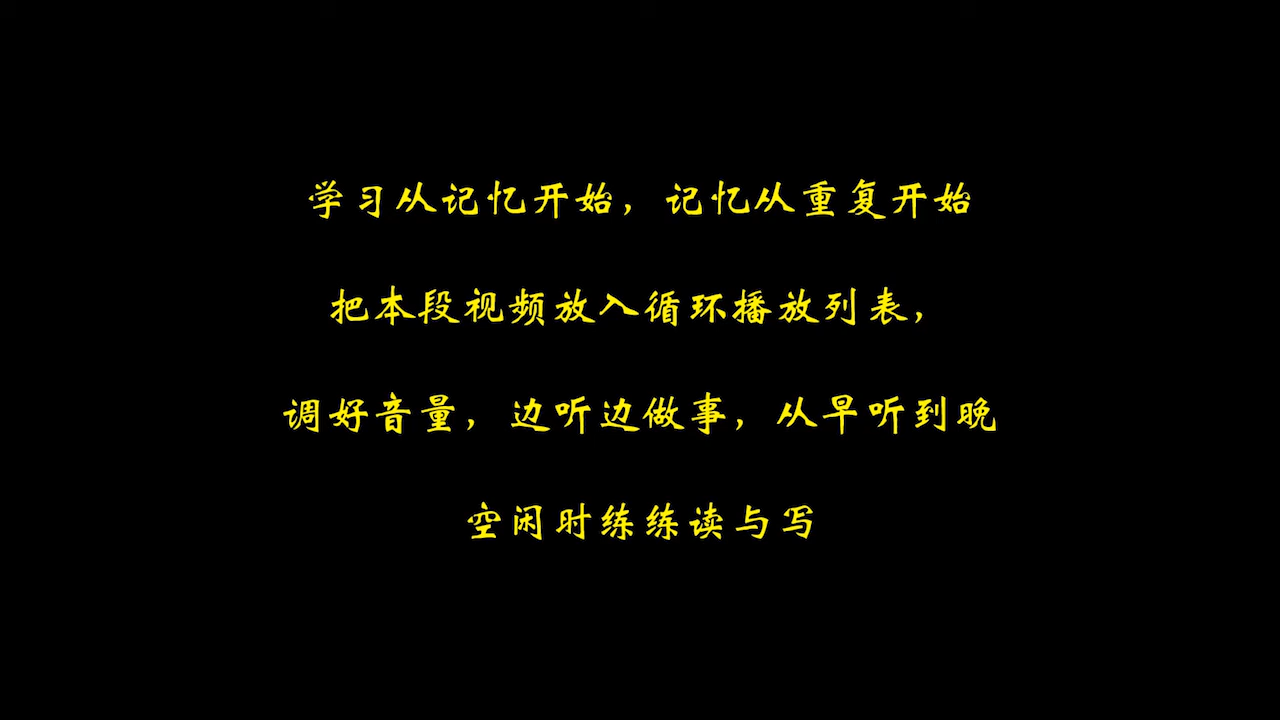 学习从记忆开始，记忆从重复开始
把本段视频放入循环播放列表，
调好音量，边听边做事，从早听到晚
空闲时练练读与写